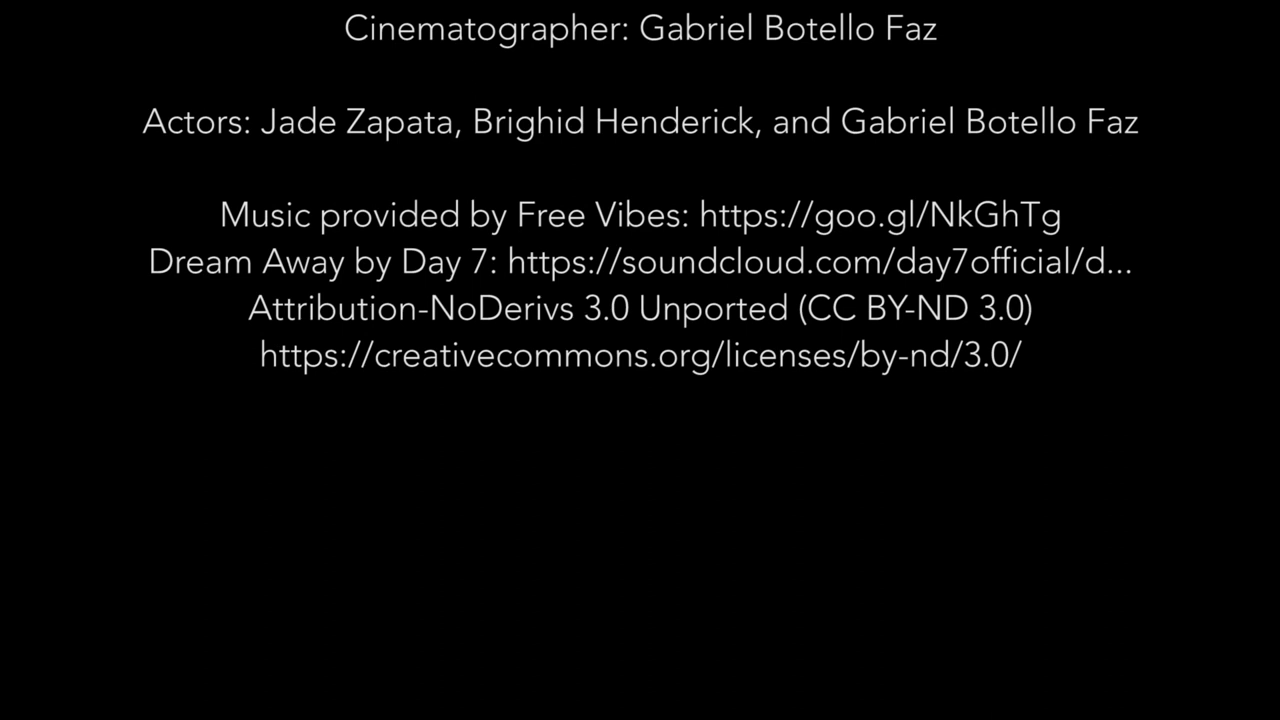 Cinematographer: Gabriel Botello Faz
Actors: Jade Zapata, Brighid Henderick, and Gabriel Botello Faz
Music provided by Free Vibes: https://goo.gl/NkGhTg
Dream Away by Day 7: https://soundcloud.com/day7official/d...
Attribution-NoDerivs 3.0 Unported (CC BY-ND 3.0)
https://creativecommons.org/licenses/by-nd/3.0/